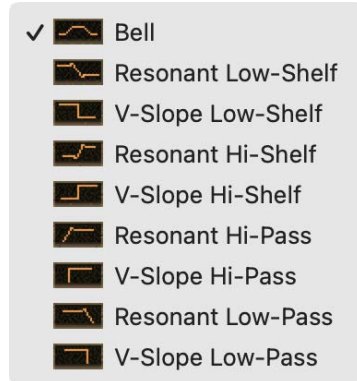 Bell
Resonant Low-Shelf
V-Slope Low-Shelf
Resonant Hi-Shelf
V-Slope Hi-Shelf
Resonant Hi-Pass
V-Slope Hi-Pass
Resonant Low-Pass
V-Slope Low-Pass